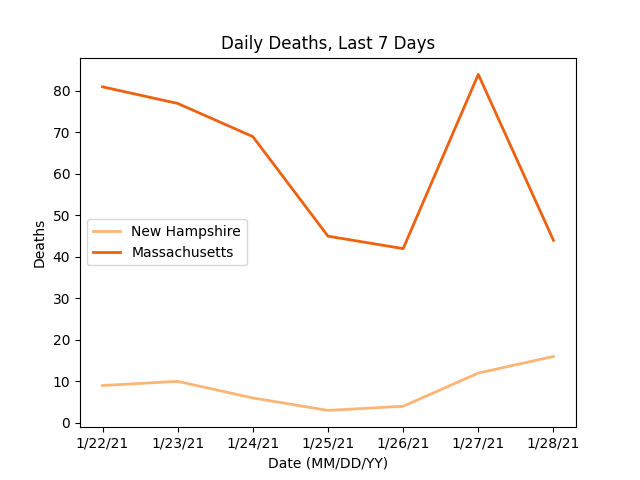 Daily Deaths, Last 7 Days
Deaths
80
70
60
50
40
30
20
10
0
New Hampshire
Massachusetts
1/22/21 1/23/21 1/24/21 1/25/21 1/26/21 1/27/21 1/28/21
Date (MM/DD/YY)